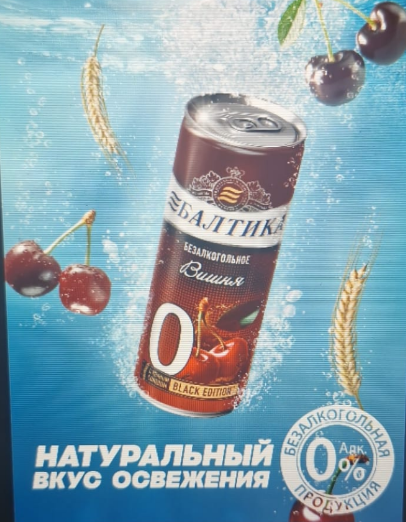 БАЛТИКА
БЕЗАЛКОГОЛЬНОЕ
Вишня
0
BLACK EDITION
НАТУРАЛЬНЫЙ
ВКУС ОСВЕЖЕНИЯ
БЕЗАЛКОГОЛЬНАЯ
0% Алк.
ПРОДУКЦИЯ